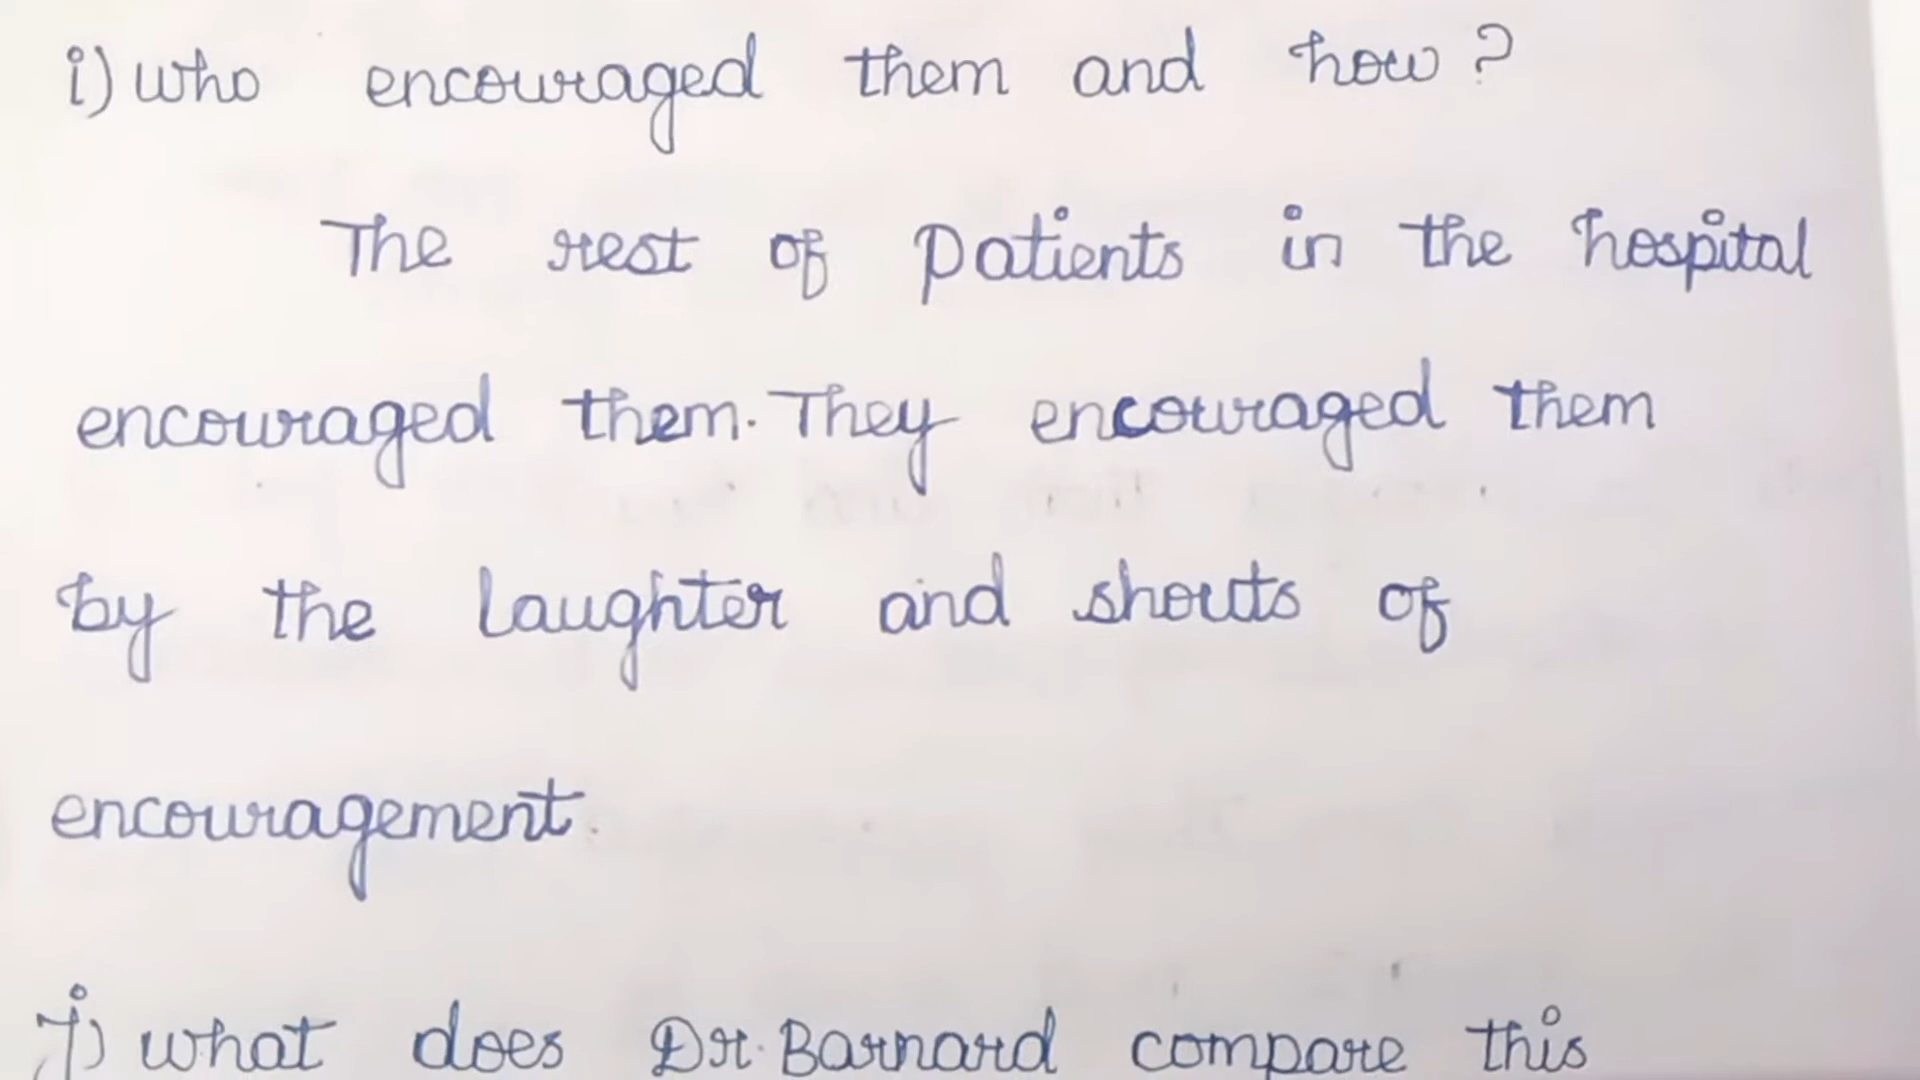 i) who encouraged them and how?
The rest of patients in the hospital
encouraged them. They encouraged them
by the laughter and shouts of
encouragement.
j) what does Dr. Barnard compare this